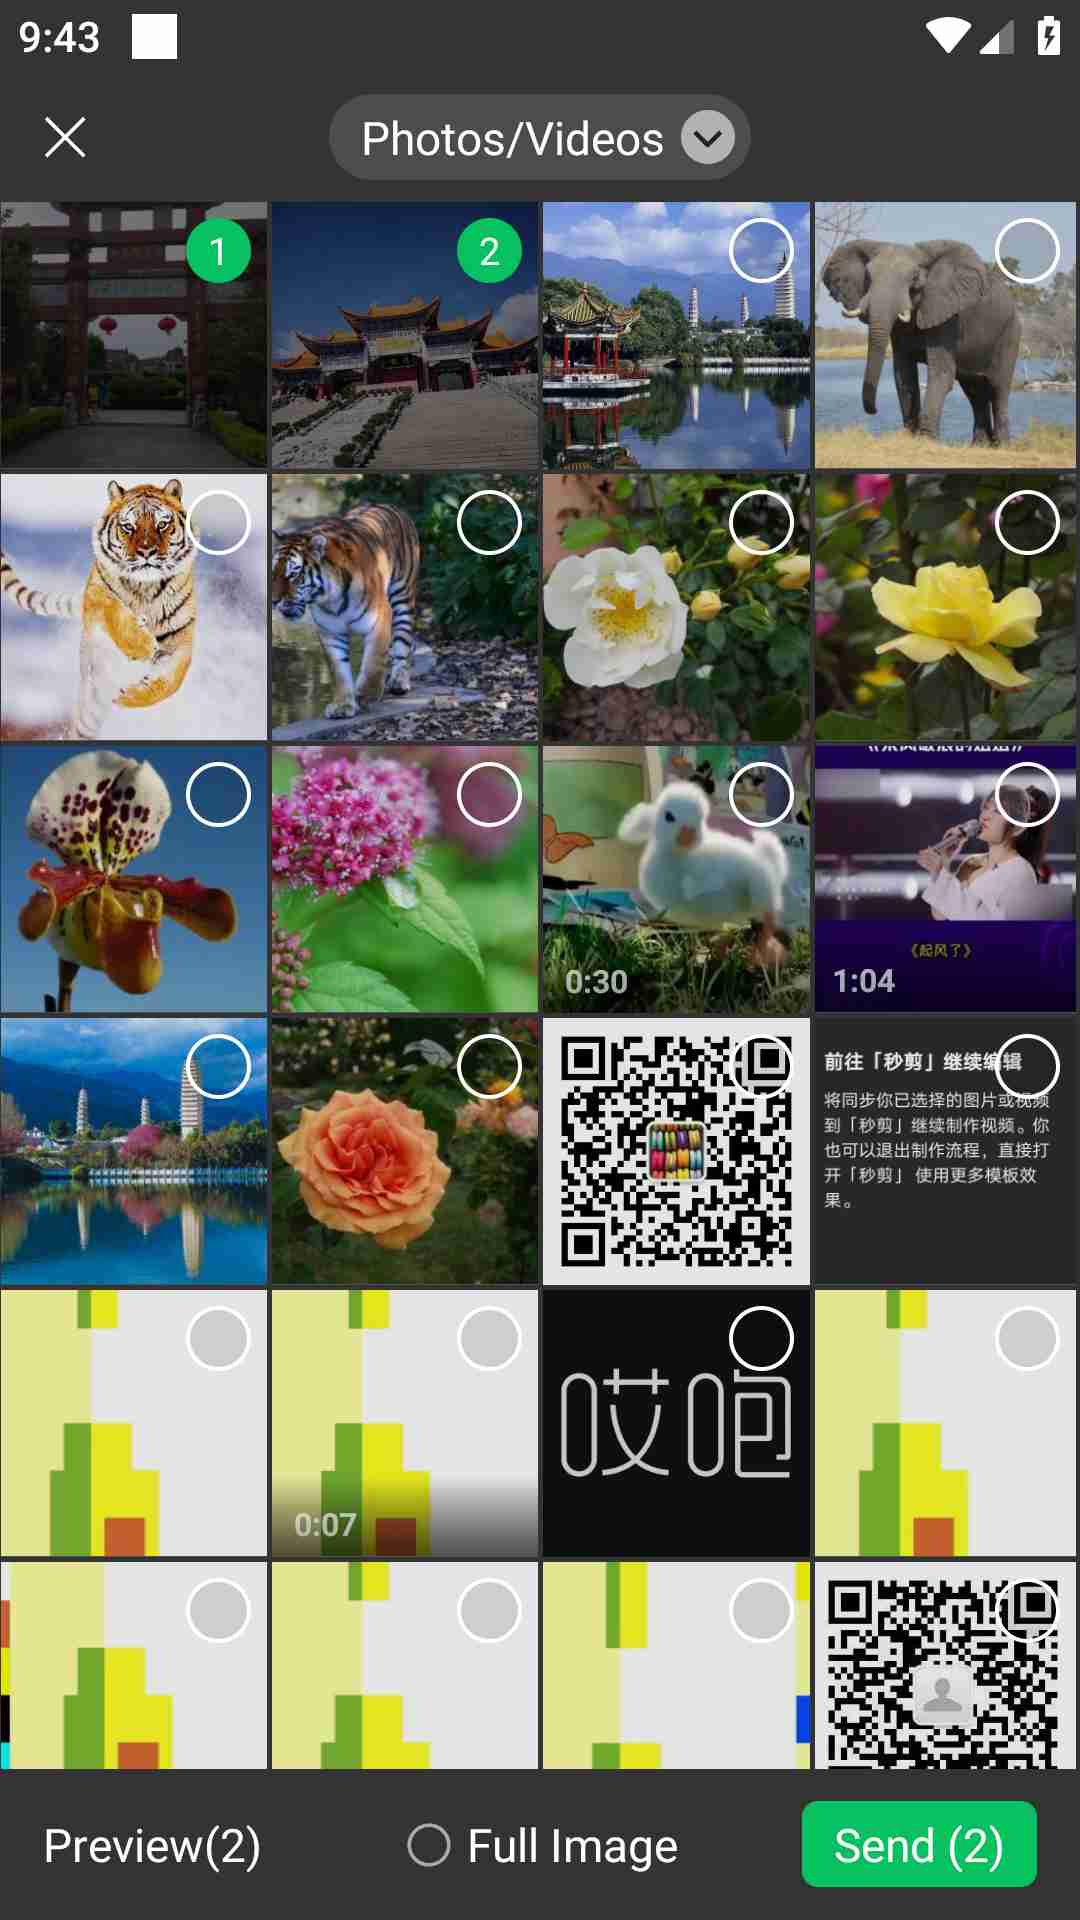 9:43
Photos/Videos
1
2
0:30
《起风了》
1:04
前往「秒剪」继续编辑
将同步你已选择的图片或视频
到「秒剪」继续制作视频。你
也可以退出制作流程，直接打
开「秒剪」 使用更多模板效
果。
0:07
哎吧
Preview(2)
Full Image
Send (2)